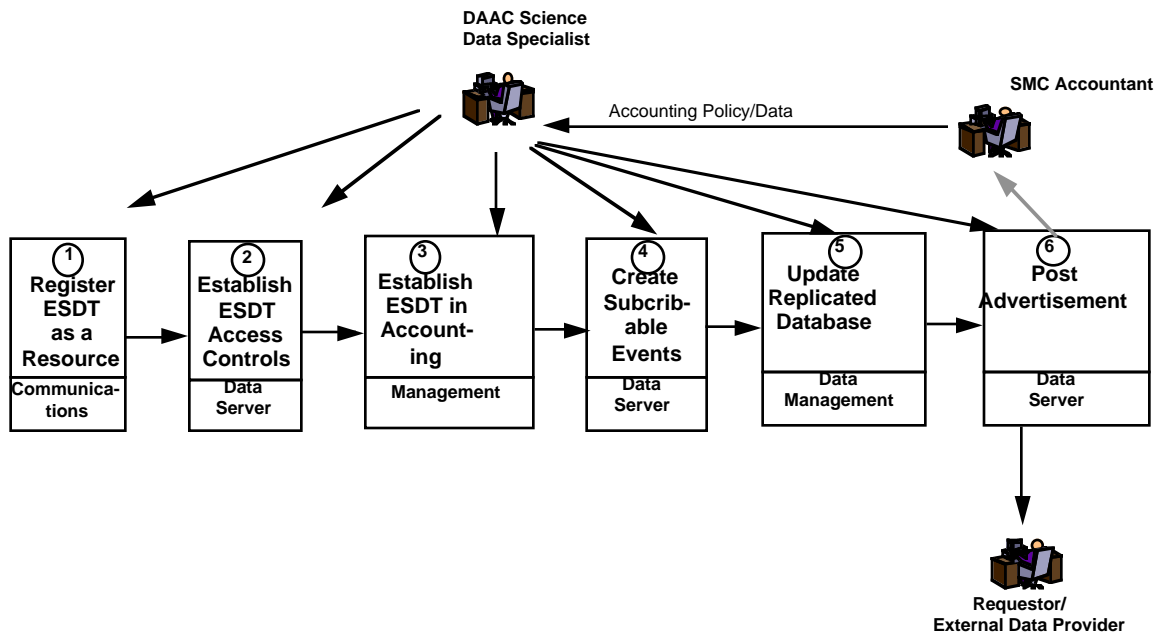 DAAC Science
Data Specialist
SMC Accountant
Accounting Policy/Data
1
Register
ESDT
as a
Resource
Communica-
tions
2
Establish
ESDT
Access
Controls
Data
Server
3
Establish
ESDT in
Account-
ing
Management
4
Create
Subcrib-
able
Events
Data
Server
5
Update
Replicated
Database
Data
Management
6
Post
Advertisement
Data
Server
Requestor/
External Data Provider